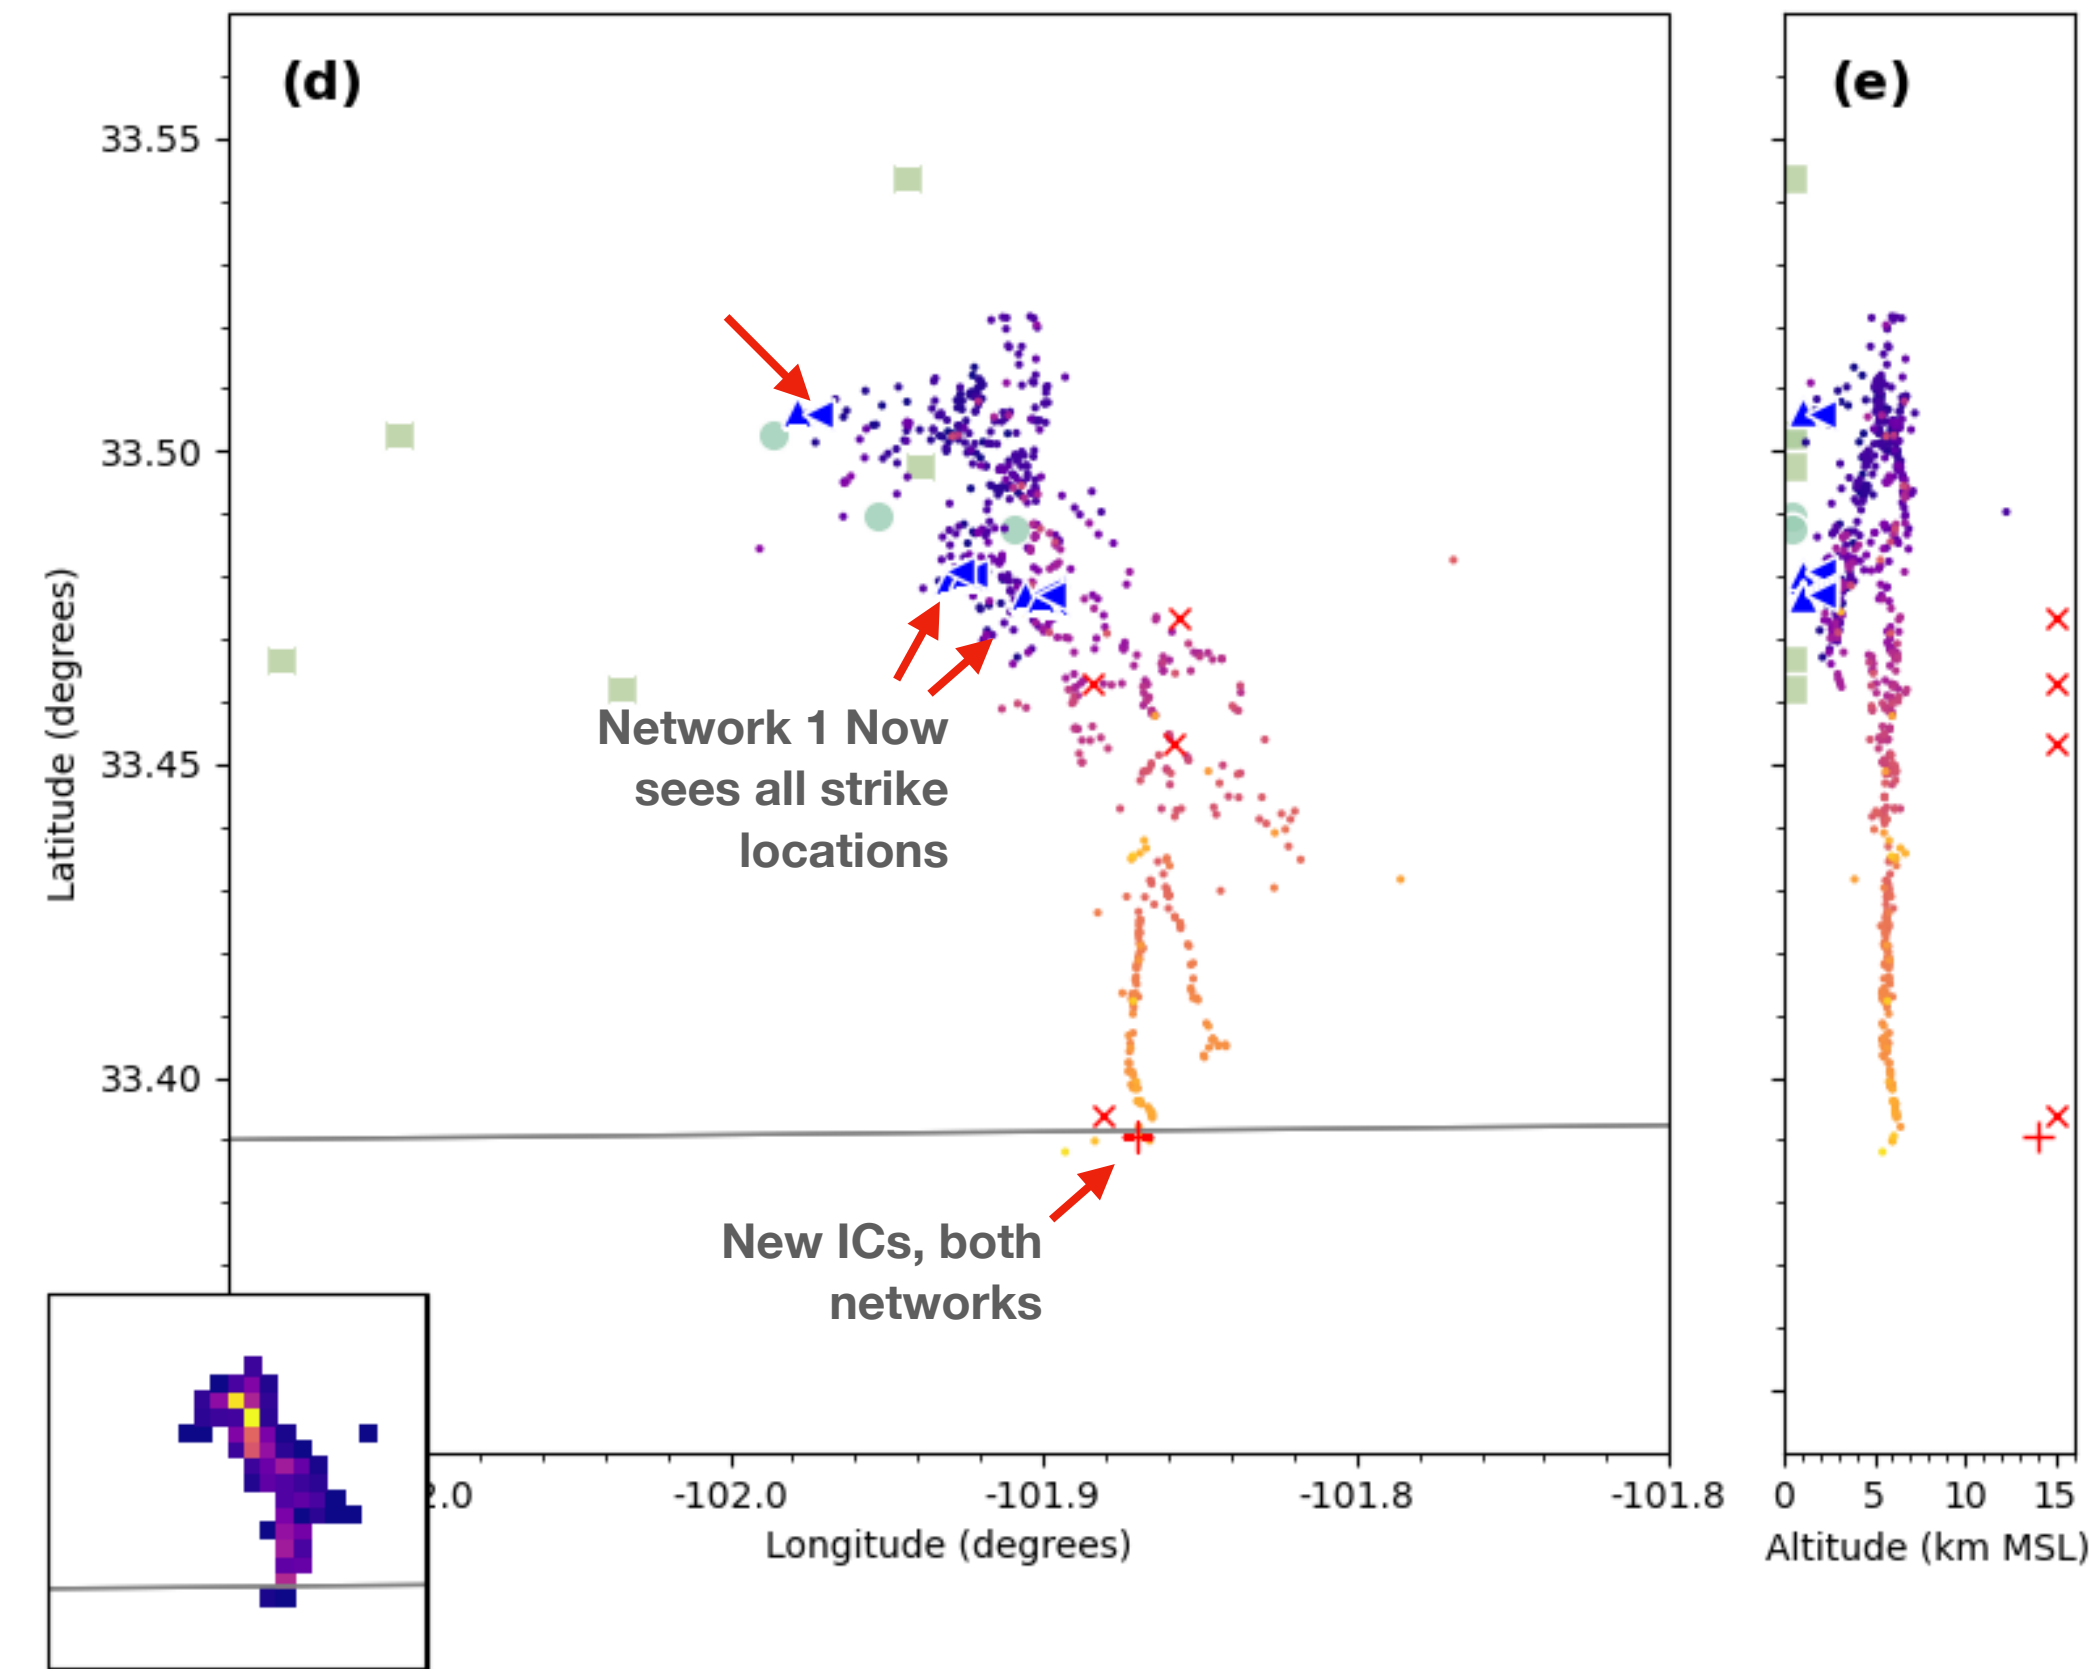 (d)
(e)
33.55
33.50
33.45
33.40
Latitude (degrees)
Network 1 Now
sees all strike
locations
New ICs, both
networks
2.0
-102.0
-101.9
-101.8
-101.8
Longitude (degrees)
0
5
10
15
Altitude (km MSL)